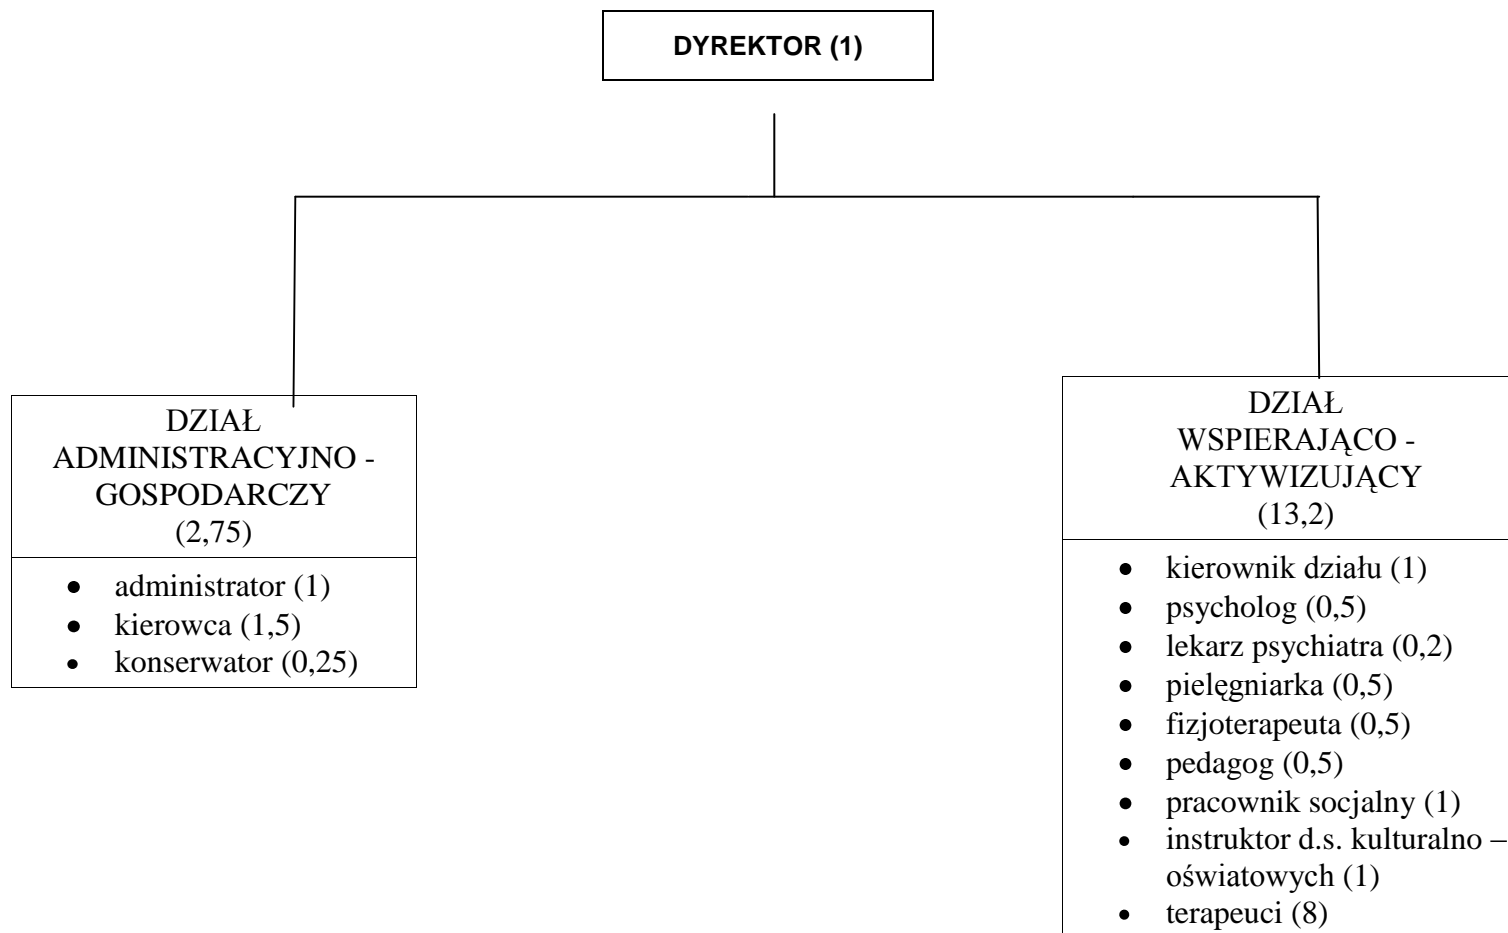 DYREKTOR (1)
DZIAŁ
ADMINISTRACYJNO -
GOSPODARCZY
(2,75)
• administrator (1)
• kierowca (1,5)
• konserwator (0,25)
DZIAŁ
WSPIERAJĄCO -
AKTYWIZUJĄCY
(13,2)
• kierownik działu (1)
• psycholog (0,5)
• lekarz psychiatra (0,2)
• pielęgniarka (0,5)
• fizjoterapeuta (0,5)
• pedagog (0,5)
• pracownik socjalny (1)
• instruktor d.s. kulturalno –
oświatowych (1)
• terapeuci (8)